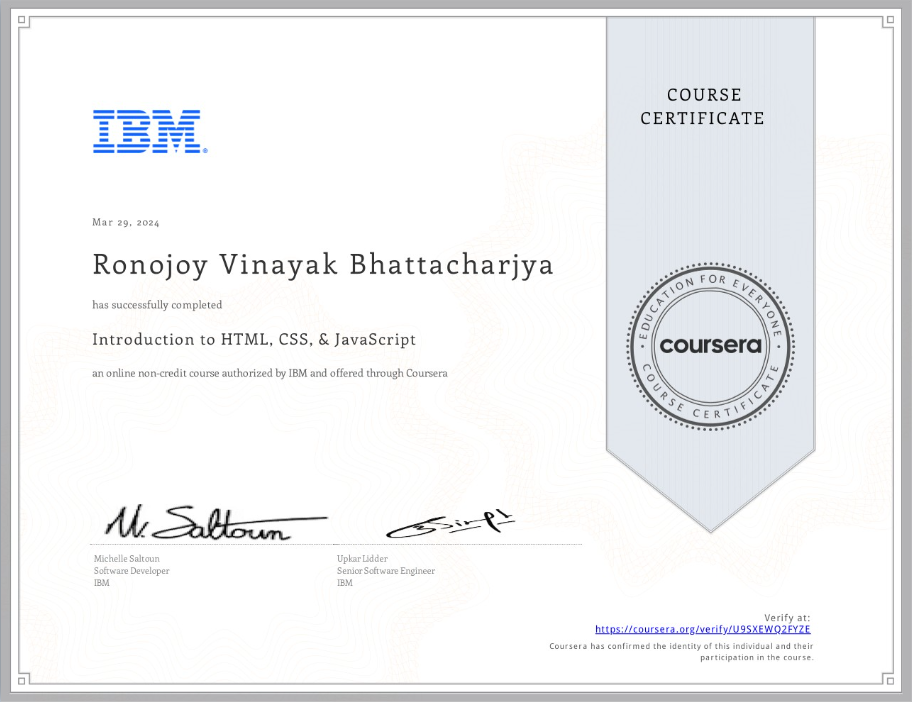 COURSE
CERTIFICATE
IBM®
Mar 29, 2024
Ronojoy Vinayak Bhattacharjya
has successfully completed
Introduction to HTML, CSS, & JavaScript
an online non-credit course authorized by IBM and offered through Coursera
EDUCATION FOR EVERYONE
coursera
COURSE CERTIFICATE
M. Saltoun
Michelle Saltoun
Software Developer
IBM
Upkar Lidder
Senior Software Engineer
IBM
Verify at:
https://coursera.org/verify/U9SXEWQ2FYZE
Coursera has confirmed the identity of this individual and their
participation in the course.